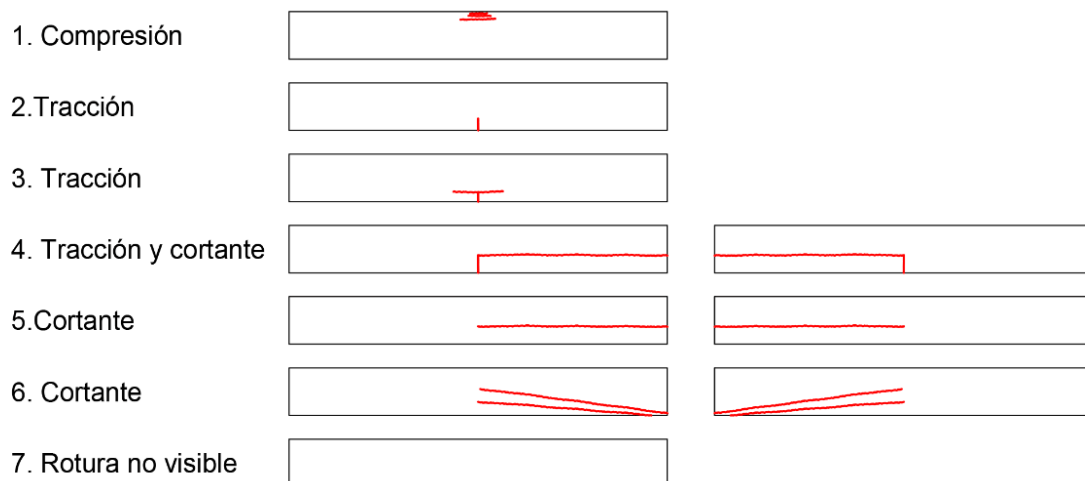 1. Compresión
2.Tracción
3. Tracción
4. Tracción y cortante
5.Cortante
6. Cortante
7. Rotura no visible